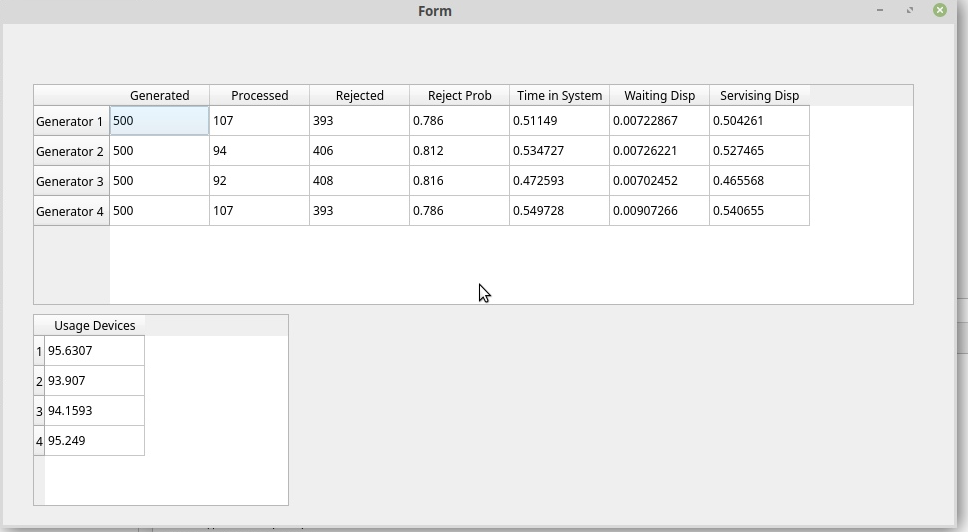 Form
Generated Processed Rejected Reject Prob Time in System Waiting Disp Servising Disp
Generator 1 500 107 393 0.786 0.51149 0.00722867 0.504261
Generator 2 500 94 406 0.812 0.534727 0.00726221 0.527465
Generator 3 500 92 408 0.816 0.472593 0.00702452 0.465568
Generator 4 500 107 393 0.786 0.549728 0.00907266 0.540655
Usage Devices
1 95.6307
2 93.907
3 94.1593
4 95.249